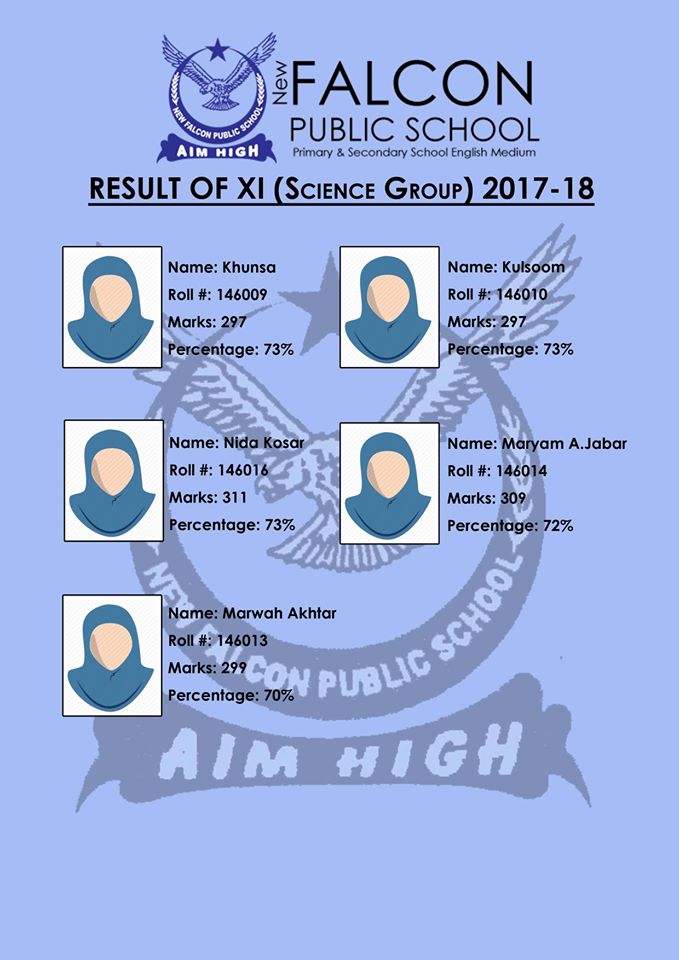 NEW FALCON PUBLIC SCHOOL
AIM HIGH
New FALCON
PUBLIC SCHOOL
Primary & Secondary School English Medium
RESULT OF XI (SCIENCE GROUP) 2017-18
Name: Khunsa
Roll #: 146009
Marks: 297
Percentage: 73%
Name: Kulsoom
Roll #: 146010
Marks: 297
Percentage: 73%
Name: Nida Kosar
Roll #: 146016
Marks: 311
Percentage: 73%
Name: Maryam A.Jabar
Roll #: 146014
Marks: 309
Percentage: 72%
Name: Marwah Akhtar
Roll #: 146013
Marks: 299
Percentage: 70%
NEW FALCON PUBLIC SCHOOL
AIM HIGH